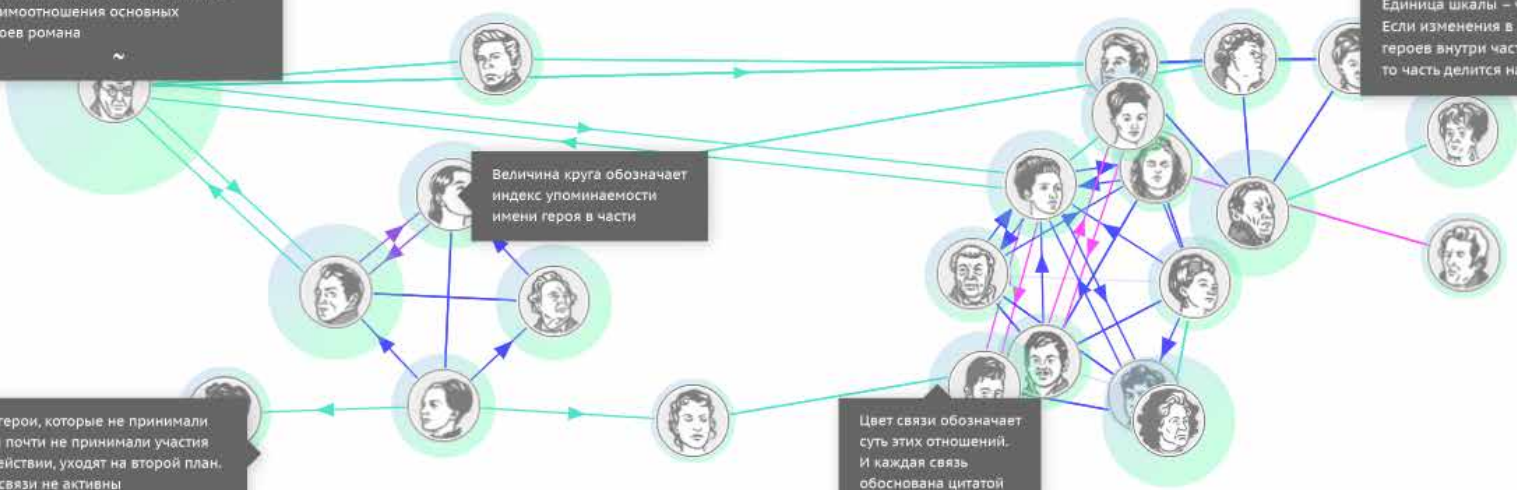 имоотношения основных
оев романа
~
Единица шкалы –
Если изменения в
героев внутри част
то часть делится на
Величина круга обозначает
индекс упоминаемости
имени героя в части
герои, которые не принимали
почти не принимали участия
ействии, уходят на второй план.
связи не активны
Цвет связи обозначает
суть этих отношений.
И каждая связь
обоснована цитатой